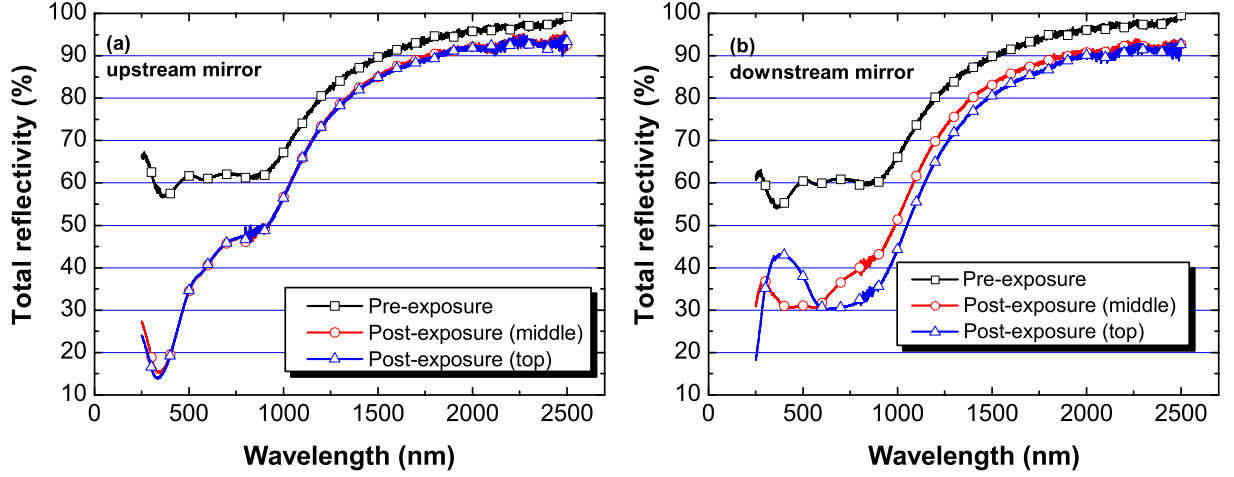 100
90
80
70
60
50
40
30
20
10
Total reflectivity (%)
(a)
upstream mirror
Pre-exposure
Post-exposure (middle)
Post-exposure (top)
0
500
1000
1500
2000
2500
Wavelength (nm)
100
90
80
70
60
50
40
30
20
10
Total reflectivity (%)
(b)
downstream mirror
Pre-exposure
Post-exposure (middle)
Post-exposure (top)
0
500
1000
1500
2000
2500
Wavelength (nm)